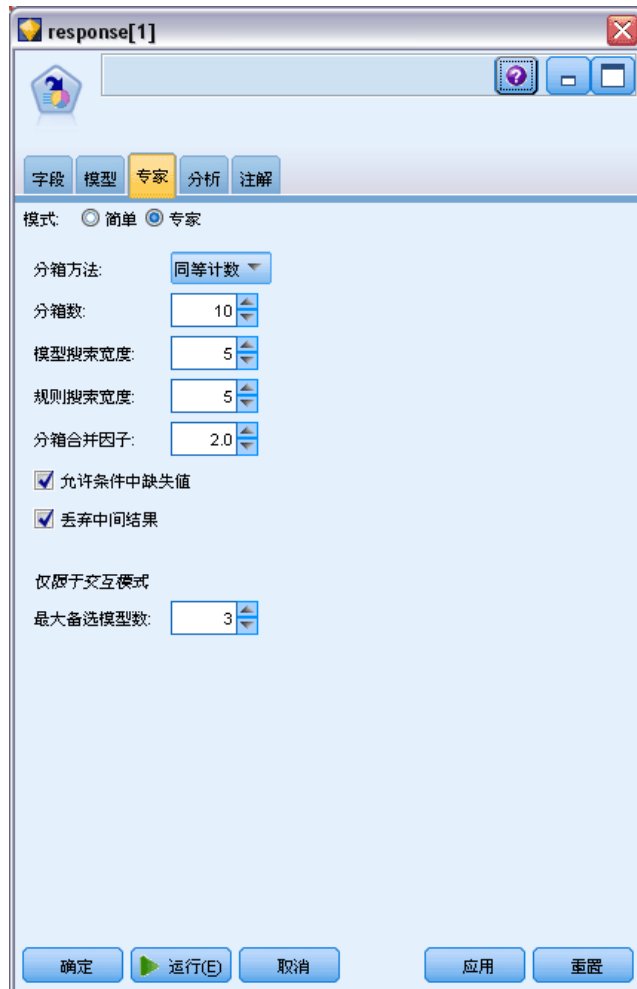 response[1]
字段 模型 专家 分析 注解
模式: 简单 专家
分箱方法: 同等计数
分箱数: 10
模型搜索宽度: 5
规则搜索宽度: 5
分箱合并因子: 2.0
允许条件中缺失值
丢弃中间结果
仅限于交互模式
最大备选模型数: 3
确定 运行(E) 取消 应用 重置